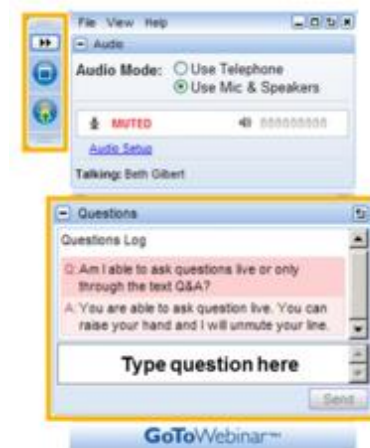 File View Help
Audio
Audio Mode: Use Telephone
Use Mic & Speakers
MUTED
Audio Setup
Talking: Beth Gilbert
Questions
Questions Log
Q: Am I able to ask questions live or only
through the text Q&A?
A: You are able to ask question live. You can
raise your hand and I will unmute your line.
Type question here
Send
GoToWebinar™